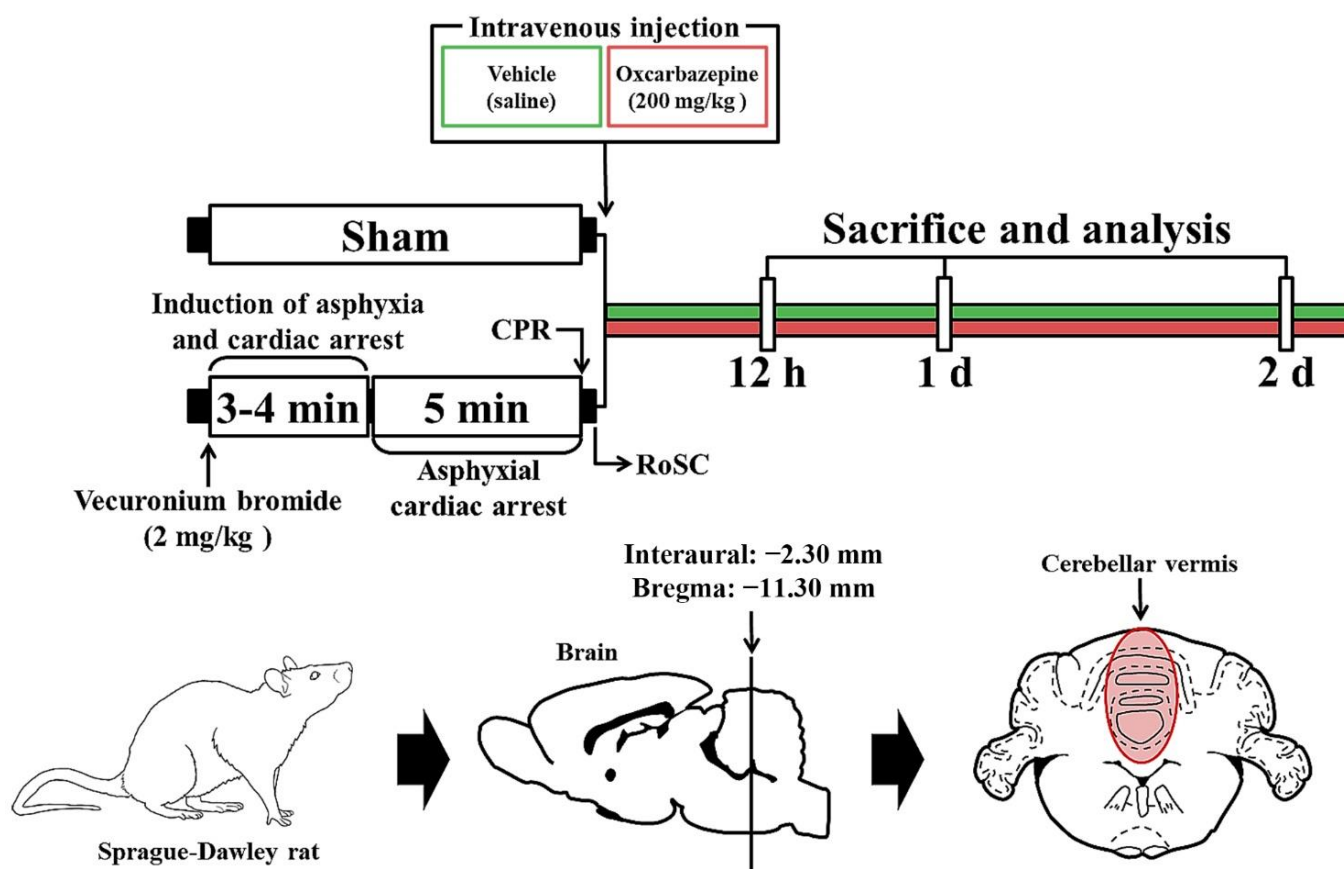 Intravenous injection
Vehicle
(saline)
Oxcarbazepine
(200 mg/kg )
Sham
Sacrifice and analysis
Induction of asphyxia
and cardiac arrest
CPR
3-4 min
5 min
12 h
1 d
2 d
RoSC
Asphyxial
cardiac arrest
Vecuronium bromide
(2 mg/kg )
Interaural: −2.30 mm
Bregma: −11.30 mm
Cerebellar vermis
Brain
Sprague-Dawley rat